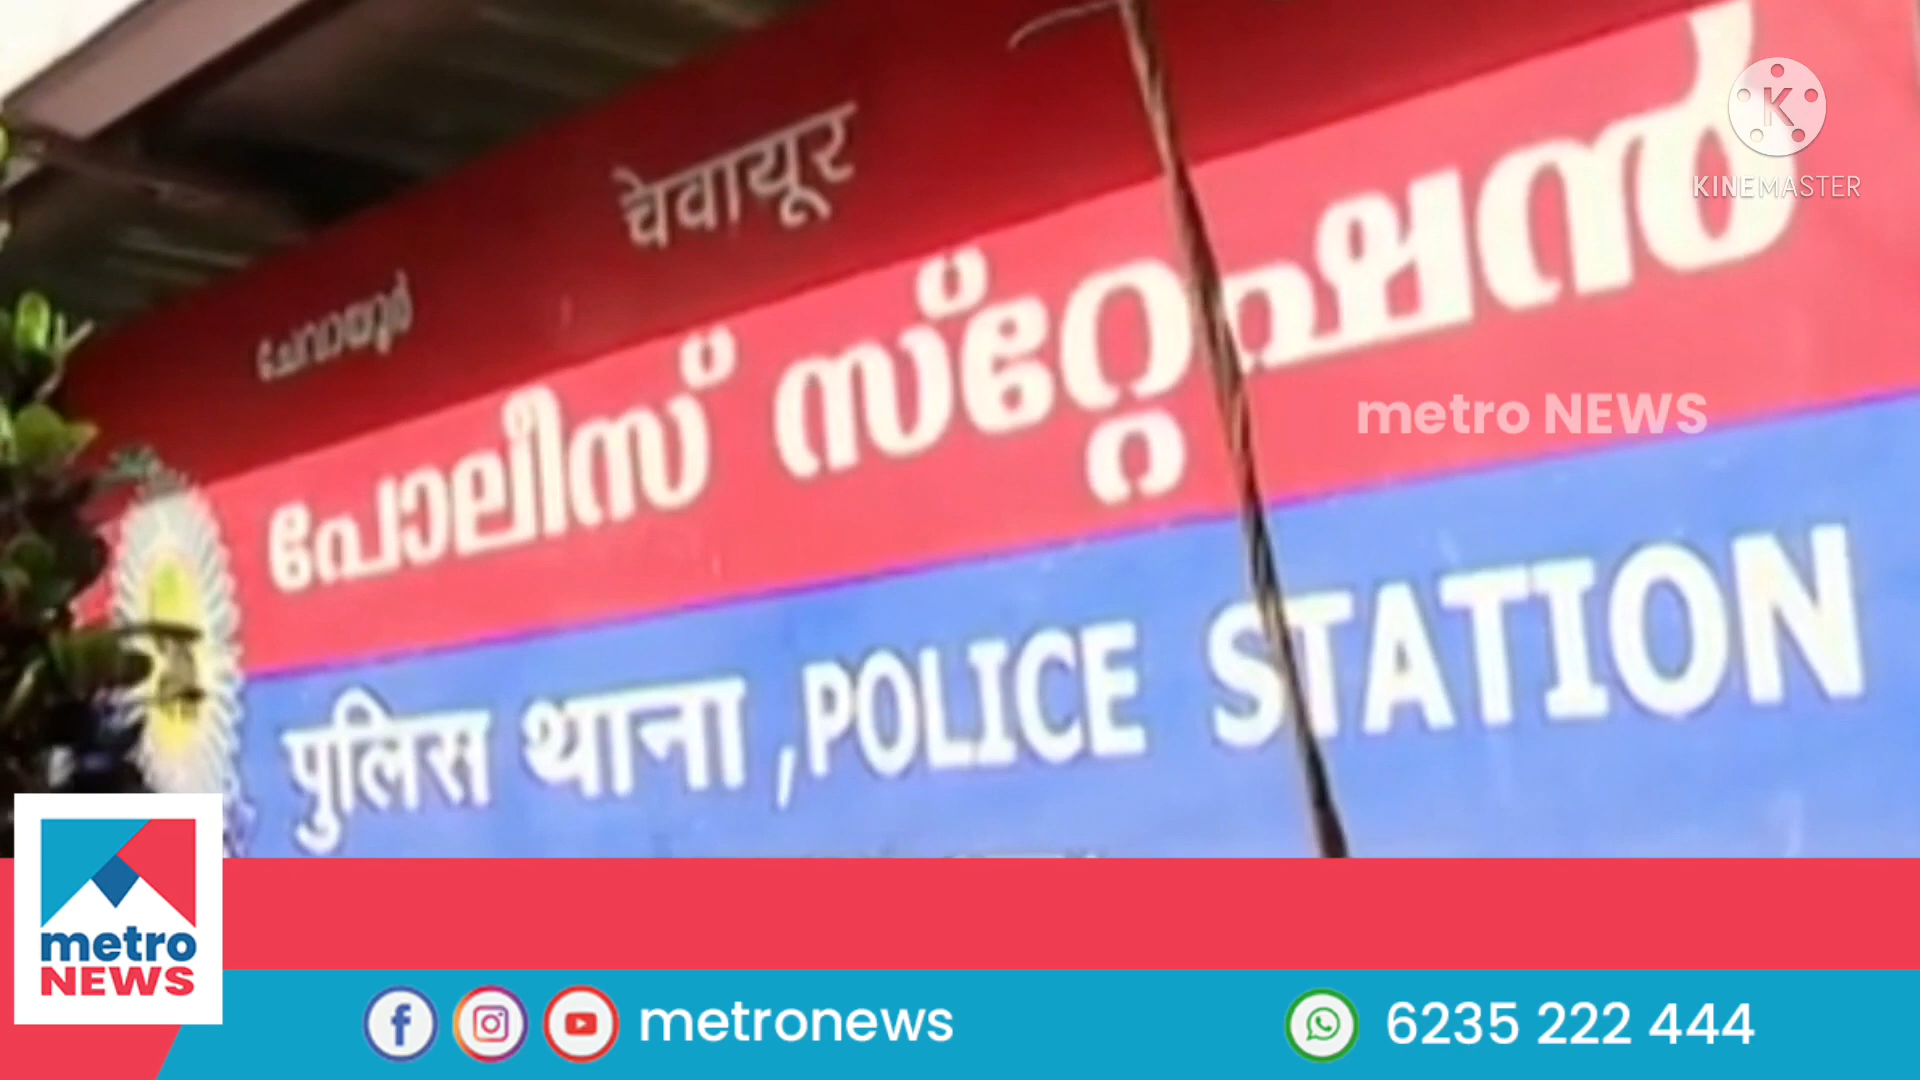 चेवायूर
ചേവായൂർ
KINEMASTER
പോലീസ് സ്റ്റേഷൻ
metro NEWS
पुलिस थाना ,POLICE STATION
metro
NEWS
metronews
6235 222 444